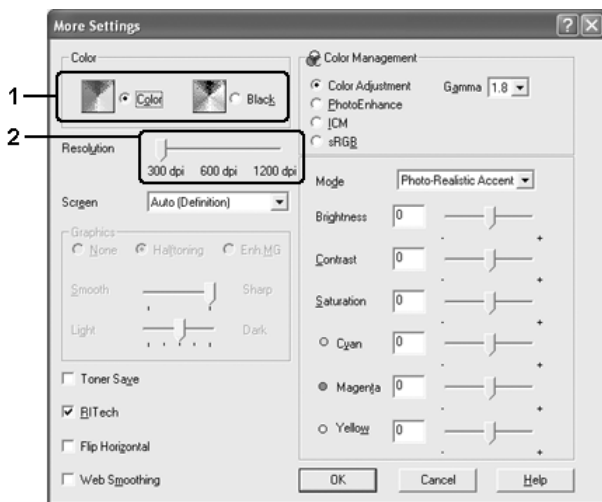 More Settings
? X
Color
1
Color
Black
2
Resolution
300 dpi 600 dpi 1200 dpi
Screen
Auto (Definition)
Graphics
None Halftoning Enh.MG
Smooth Sharp
Light Dark
Toner Save
RITech
Flip Horizontal
Web Smoothing
Color Management
Color Adjustment
Gamma 1.8
PhotoEnhance
ICM
sRGB
Mode Photo-Realistic Accent
Brightness 0
- +
Contrast 0
- +
Saturation 0
- +
Cyan 0
- +
Magenta 0
- +
Yellow 0
- +
OK Cancel Help